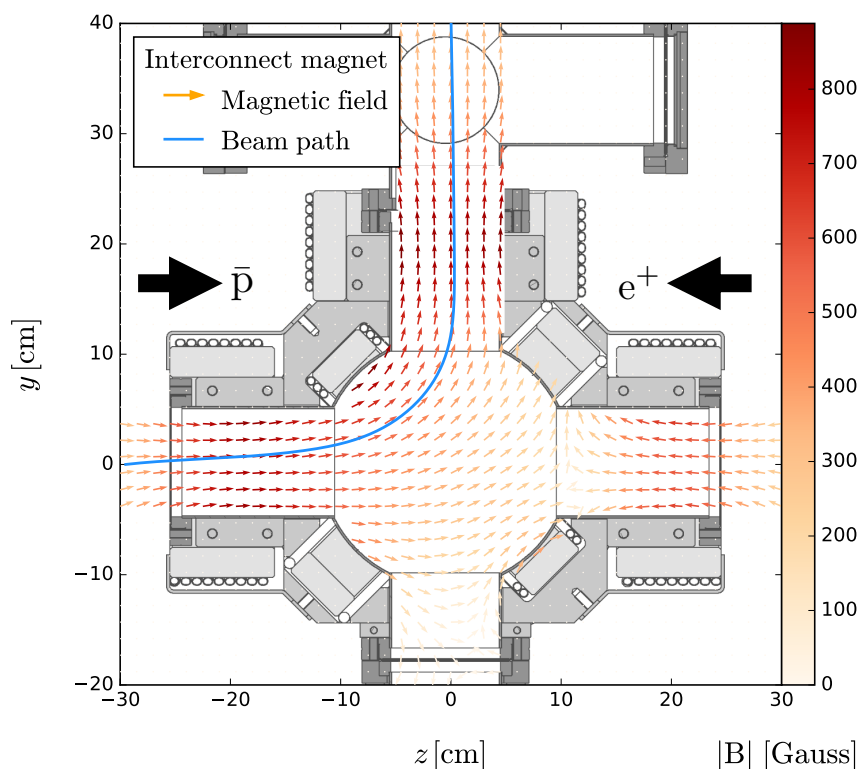 Interconnect magnet
Magnetic field
Beam path
p̄
e⁺
40
30
20
10
0
−10
−20
y [cm]
−30
−20
−10
0
10
20
30
z [cm]
800
700
600
500
400
300
200
100
0
|B| [Gauss]